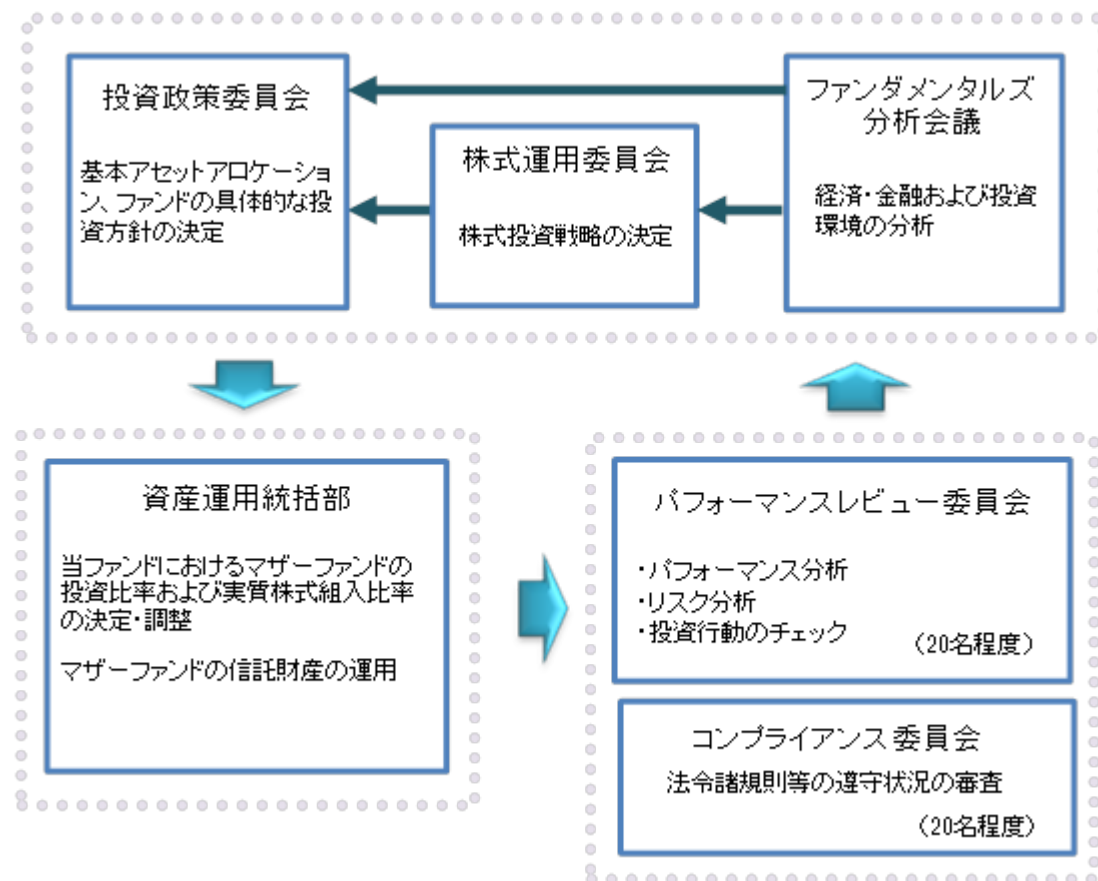 投資政策委員会
基本アセットアロケーショ
ン、ファンドの具体的な投
資方針の決定
株式運用委員会
株式投資戦略の決定
ファンダメンタルズ
分析会議
経済・金融および投資
環境の分析
資産運用統括部
当ファンドにおけるマザーファンドの
投資比率および実質株式組入比率
の決定・調整
マザーファンドの信託財産の運用
パフォーマンスレビュー委員会
・パフォーマンス分析
・リスク分析
・投資行動のチェック
（20名程度）
コンプライアンス委員会
法令諸規則等の遵守状況の審査
（20名程度）